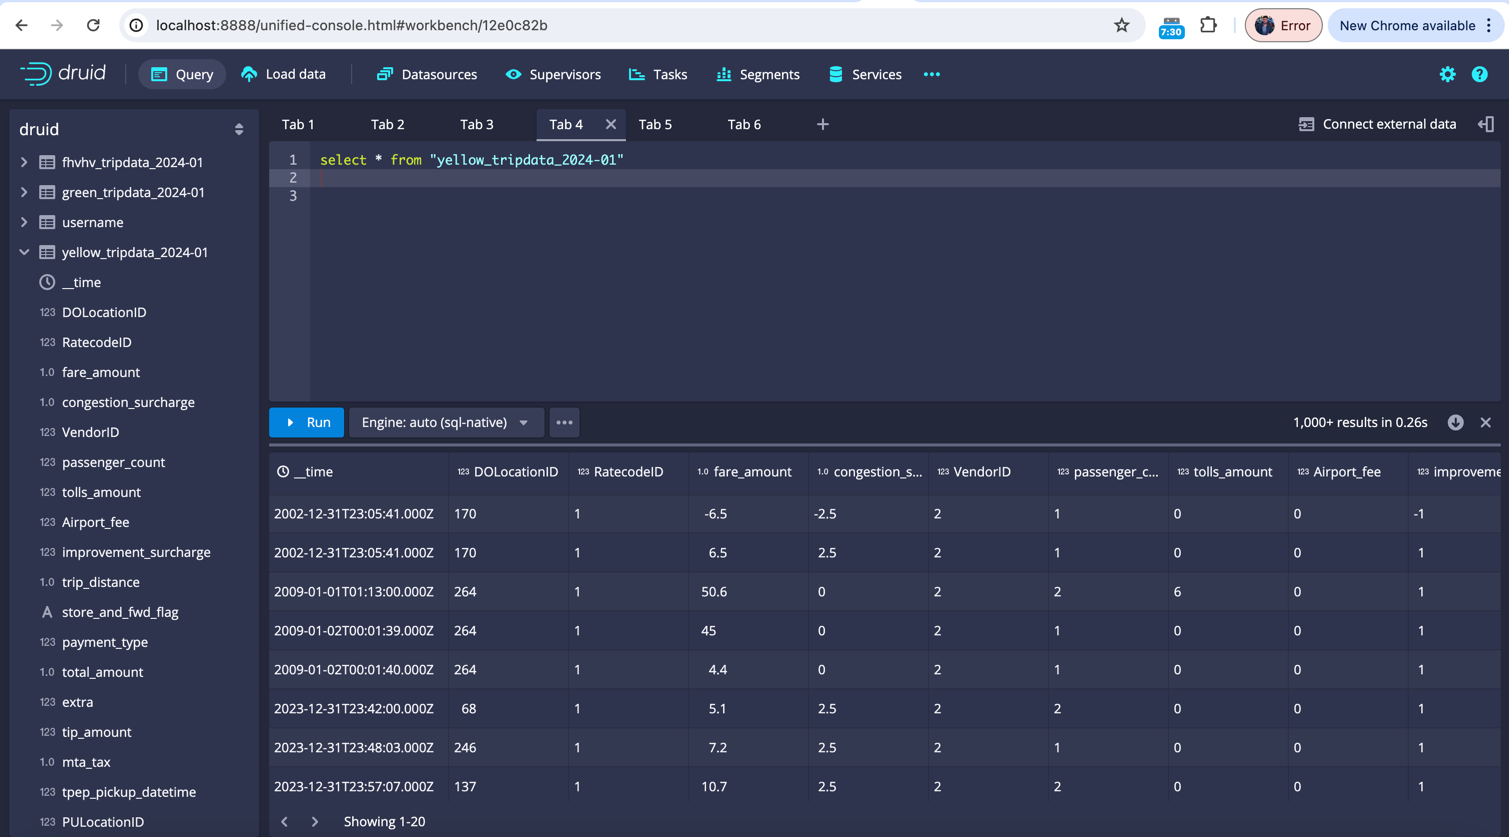 localhost:8888/unified-console.html#workbench/12e0c82b
7:30
Error
New Chrome available
druid
Query
Load data
Datasources
Supervisors
Tasks
Segments
Services
druid
Tab 1
Tab 2
Tab 3
Tab 4
Tab 5
Tab 6
Connect external data
fhvhv_tripdata_2024-01
green_tripdata_2024-01
username
yellow_tripdata_2024-01
__time
123 DOLocationID
123 RatecodeID
1.0 fare_amount
1.0 congestion_surcharge
123 VendorID
123 passenger_count
123 tolls_amount
123 Airport_fee
123 improvement_surcharge
1.0 trip_distance
A store_and_fwd_flag
123 payment_type
1.0 total_amount
123 extra
123 tip_amount
1.0 mta_tax
123 tpep_pickup_datetime
123 PULocationID
1 select * from "yellow_tripdata_2024-01"
2
3
Run
Engine: auto (sql-native)
1,000+ results in 0.26s
__time 123 DOLocationID 123 RatecodeID 1.0 fare_amount 1.0 congestion_s... 123 VendorID 123 passenger_c... 123 tolls_amount 123 Airport_fee 123 improveme
2002-12-31T23:05:41.000Z 170 1 -6.5 -2.5 2 1 0 0 -1
2002-12-31T23:05:41.000Z 170 1 6.5 2.5 2 1 0 0 1
2009-01-01T01:13:00.000Z 264 1 50.6 0 2 2 6 0 1
2009-01-02T00:01:39.000Z 264 1 45 0 2 1 0 0 1
2009-01-02T00:01:40.000Z 264 1 4.4 0 2 1 0 0 1
2023-12-31T23:42:00.000Z 68 1 5.1 2.5 2 2 0 0 1
2023-12-31T23:48:03.000Z 246 1 7.2 2.5 2 1 0 0 1
2023-12-31T23:57:07.000Z 137 1 10.7 2.5 2 2 0 0 1
Showing 1-20